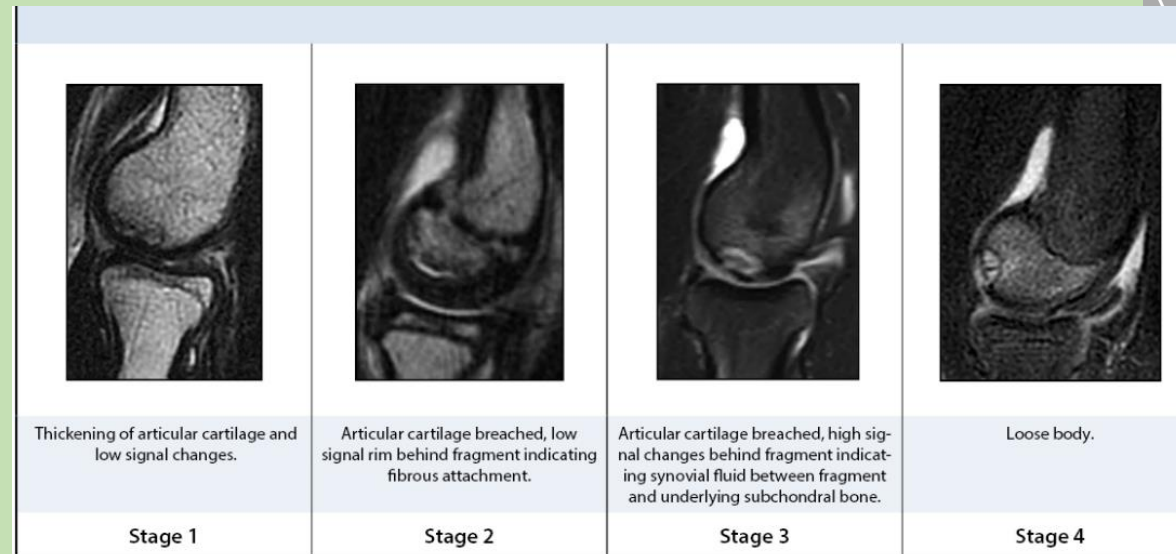 Thickening of articular cartilage and
low signal changes.
Articular cartilage breached, low
signal rim behind fragment indicating
fibrous attachment.
Articular cartilage breached, high sig-
nal changes behind fragment indicat-
ing synovial fluid between fragment
and underlying subchondral bone.
Loose body.
Stage 1
Stage 2
Stage 3
Stage 4